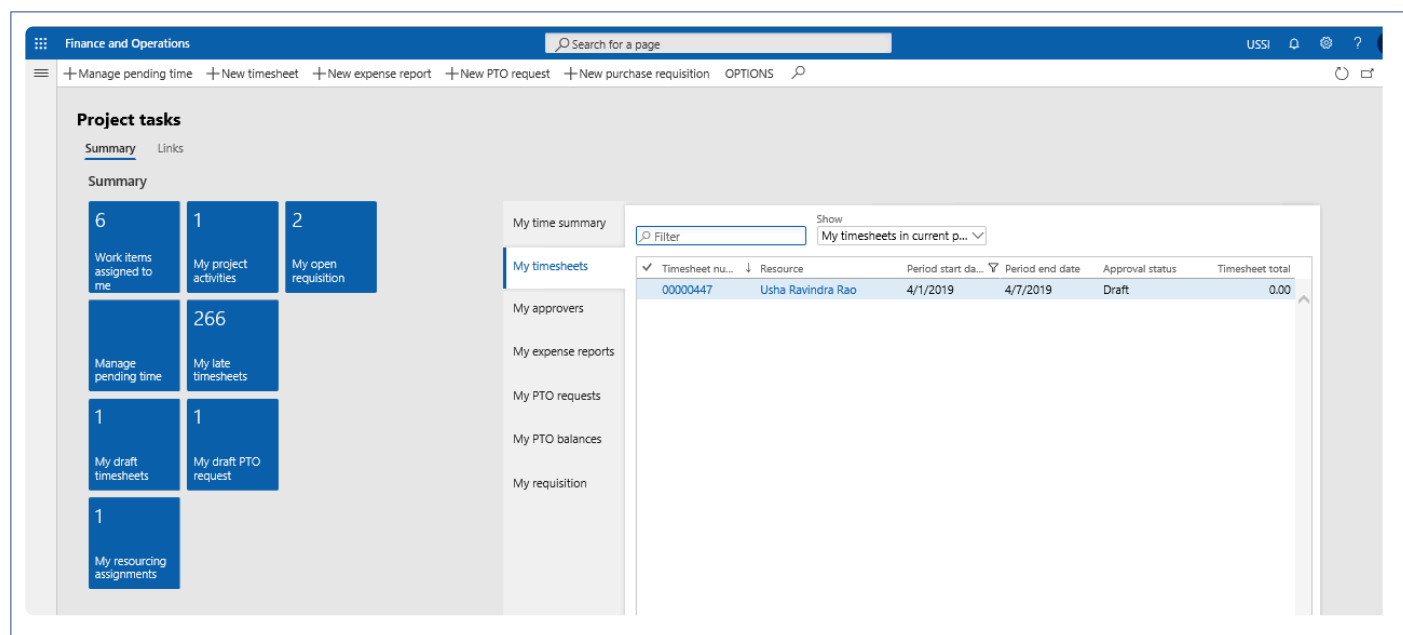 Finance and Operations
Search for a page
USSI
?
Manage pending time
New timesheet
New expense report
New PTO request
New purchase requisition
OPTIONS
Project tasks
Summary
Links
Summary
6
Work items
assigned to
me
1
My project
activities
2
My open
requisition
Manage
pending time
266
My late
timesheets
1
My draft
timesheets
1
My draft PTO
request
1
My resourcing
assignments
My time summary
My timesheets
My approvers
My expense reports
My PTO requests
My PTO balances
My requisition
Filter
Show
My timesheets in current p...
Timesheet nu... Resource Period start da... Period end date Approval status Timesheet total
00000447 Usha Ravindra Rao 4/1/2019 4/7/2019 Draft 0.00